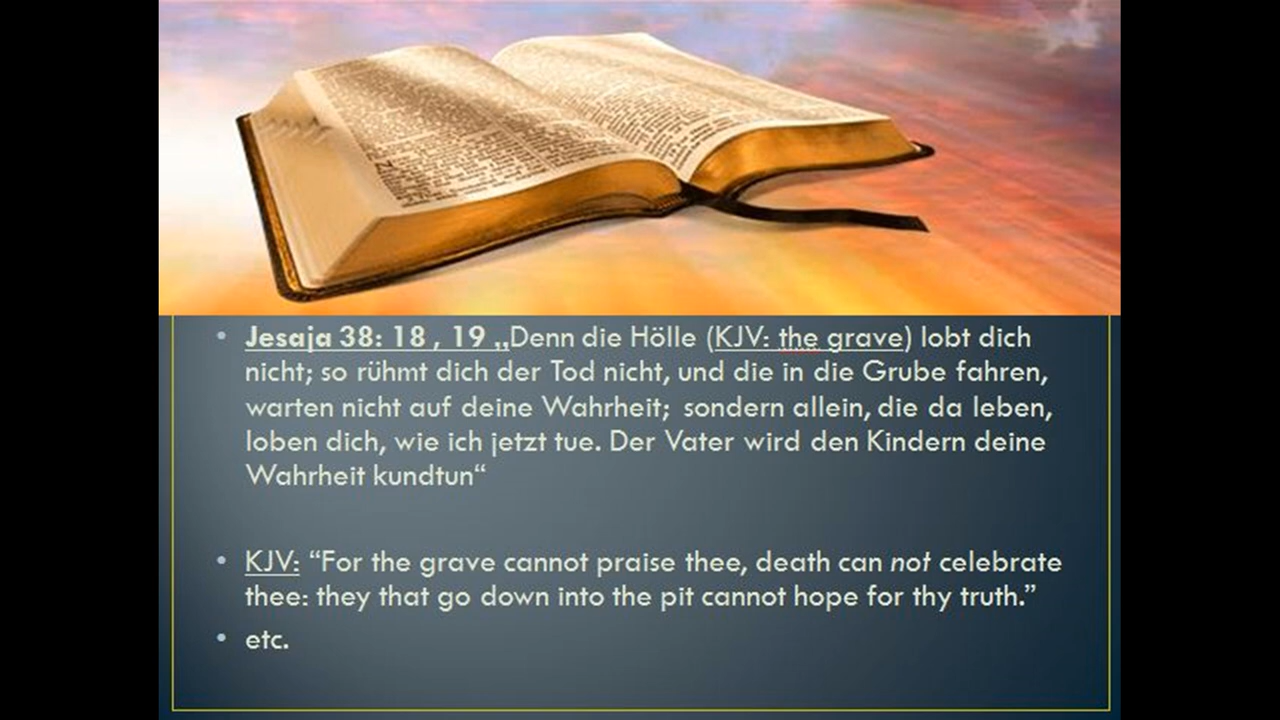 • Jesaja 38: 18 , 19 „Denn die Hölle (KJV: the grave) lobt dich
nicht; so rühmt dich der Tod nicht, und die in die Grube fahren,
warten nicht auf deine Wahrheit; sondern allein, die da leben,
loben dich, wie ich jetzt tue. Der Vater wird den Kindern deine
Wahrheit kundtun“
• KJV: “For the grave cannot praise thee, death can not celebrate
thee: they that go down into the pit cannot hope for thy truth.”
• etc.